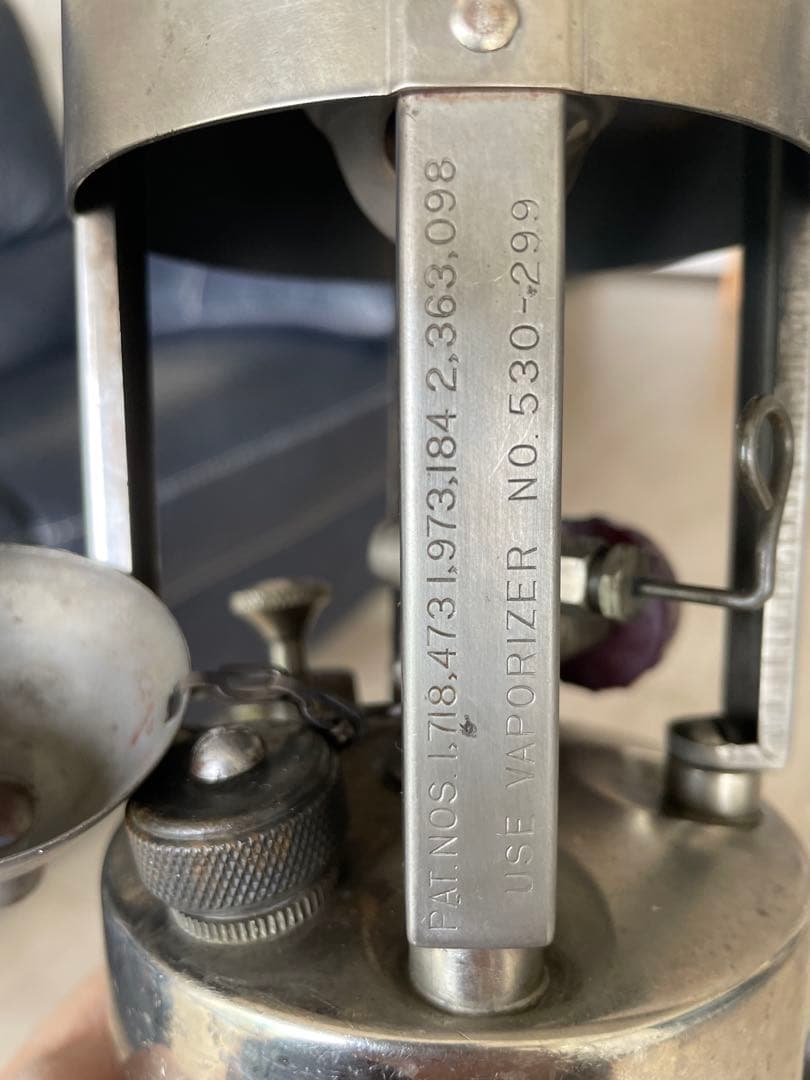 PAT. NOS. 1,718,473 1,973,184 2,363,098
USE VAPORIZER NO. 530-299